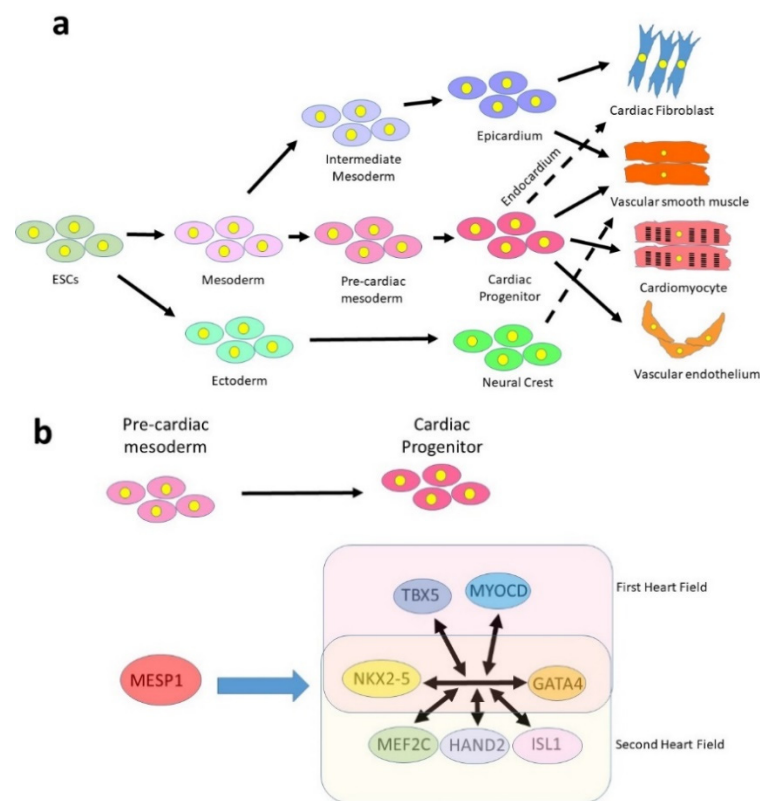 a
Cardiac Fibroblast
Epicardium
Intermediate
Mesoderm
Endocardium
Vascular smooth muscle
ESCs
Mesoderm
Pre-cardiac
mesoderm
Cardiac
Progenitor
Cardiomyocyte
Ectoderm
Neural Crest
Vascular endothelium
b
Pre-cardiac
mesoderm
Cardiac
Progenitor
TBX5
MYOCD
First Heart Field
MESP1
NKX2-5
GATA4
MEF2C
HAND2
ISL1
Second Heart Field